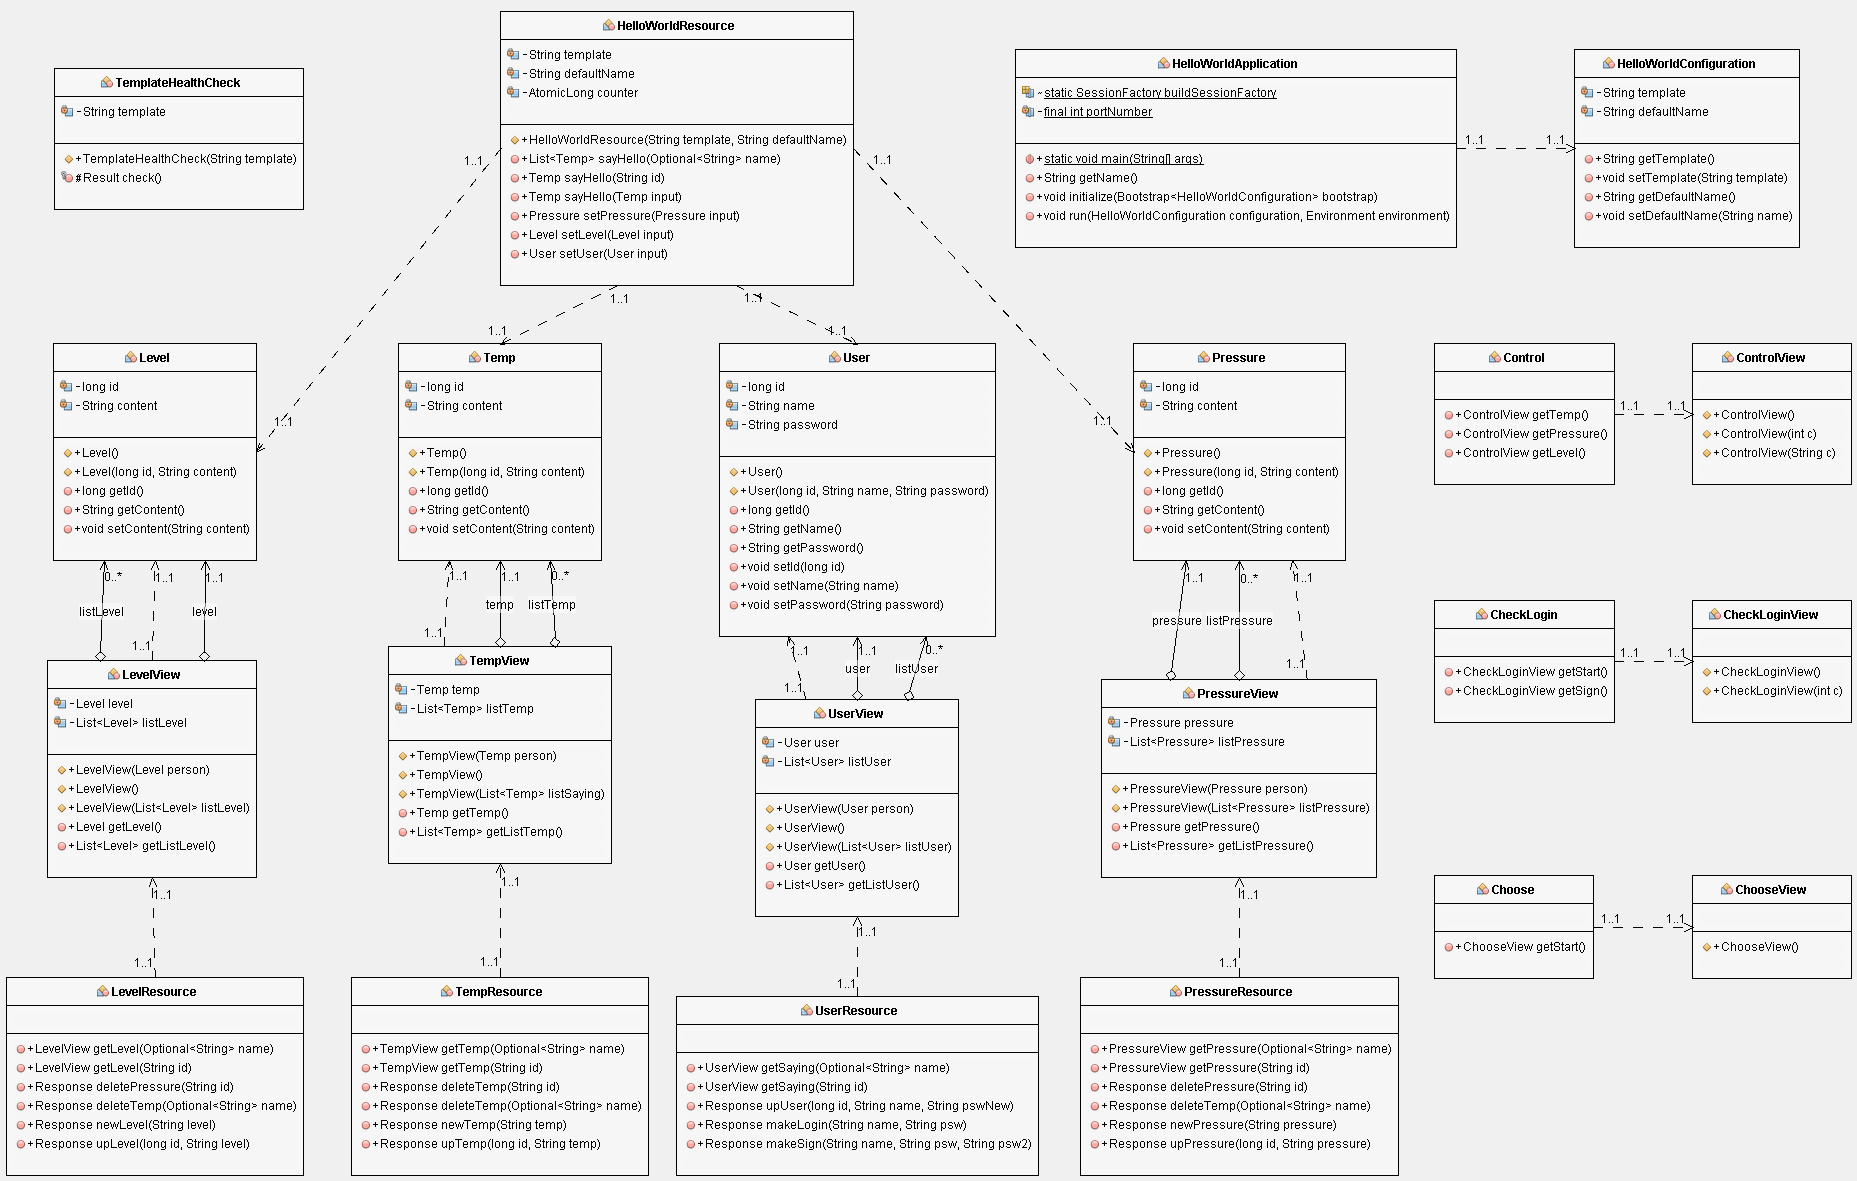 HelloWorldResource
-String template
-String defaultName
-AtomicLong counter
+HelloWorldResource(String template, String defaultName)
+List<Temp> sayHello(Optional<String> name)
+Temp sayHello(String id)
+Temp sayHello(Temp input)
+Pressure setPressure(Pressure input)
+Level setLevel(Level input)
+User setUser(User input)
TemplateHealthCheck
-String template
+TemplateHealthCheck(String template)
#Result check()
HelloWorldApplication
~static SessionFactory buildSessionFactory
-final int portNumber
+static void main(String[] args)
+String getName()
+void initialize(Bootstrap<HelloWorldConfiguration> bootstrap)
+void run(HelloWorldConfiguration configuration, Environment environment)
1..1 1..1
HelloWorldConfiguration
-String template
-String defaultName
+String getTemplate()
+void setTemplate(String template)
+String getDefaultName()
+void setDefaultName(String name)
1..1 1..1
1..1 1..1
1..1 1..1
1..1 1..1
Level
-long id
-String content
+Level()
+Level(long id, String content)
+long getId()
+String getContent()
+void setContent(String content)
Temp
-long id
-String content
+Temp()
+Temp(long id, String content)
+long getId()
+String getContent()
+void setContent(String content)
User
-long id
-String name
-String password
+User()
+User(long id, String name, String password)
+long getId()
+String getName()
+String getPassword()
+void setId(long id)
+void setName(String name)
+void setPassword(String password)
Pressure
-long id
-String content
+Pressure()
+Pressure(long id, String content)
+long getId()
+String getContent()
+void setContent(String content)
Control
+ControlView getTemp()
+ControlView getPressure()
+ControlView getLevel()
1..1 1..1
ControlView
+ControlView()
+ControlView(int c)
+ControlView(String c)
0..* 1..1 1..1
listLevel level
1..1
1..1 1..1 0..*
temp listTemp
1..1
1..1 1..1 0..*
user listUser
1..1
1..1 0..* 1..1
pressure listPressure
1..1
CheckLogin
+CheckLoginView getStart()
+CheckLoginView getSign()
1..1 1..1
CheckLoginView
+CheckLoginView()
+CheckLoginView(int c)
LevelView
-Level level
-List<Level> listLevel
+LevelView(Level person)
+LevelView()
+LevelView(List<Level> listLevel)
+Level getLevel()
+List<Level> getListLevel()
TempView
-Temp temp
-List<Temp> listTemp
+TempView(Temp person)
+TempView()
+TempView(List<Temp> listSaying)
+Temp getTemp()
+List<Temp> getListTemp()
UserView
-User user
-List<User> listUser
+UserView(User person)
+UserView()
+UserView(List<User> listUser)
+User getUser()
+List<User> getListUser()
PressureView
-Pressure pressure
-List<Pressure> listPressure
+PressureView(Pressure person)
+PressureView(List<Pressure> listPressure)
+Pressure getPressure()
+List<Pressure> getListPressure()
Choose
+ChooseView getStart()
1..1 1..1
ChooseView
+ChooseView()
1..1
1..1
1..1
1..1
1..1
1..1
1..1
1..1
LevelResource
+LevelView getLevel(Optional<String> name)
+LevelView getLevel(String id)
+Response deletePressure(String id)
+Response deleteTemp(Optional<String> name)
+Response newLevel(String level)
+Response upLevel(long id, String level)
TempResource
+TempView getTemp(Optional<String> name)
+TempView getTemp(String id)
+Response deleteTemp(String id)
+Response deleteTemp(Optional<String> name)
+Response newTemp(String temp)
+Response upTemp(long id, String temp)
UserResource
+UserView getSaying(Optional<String> name)
+UserView getSaying(String id)
+Response upUser(long id, String name, String pswNew)
+Response makeLogin(String name, String psw)
+Response makeSign(String name, String psw, String psw2)
PressureResource
+PressureView getPressure(Optional<String> name)
+PressureView getPressure(String id)
+Response deletePressure(String id)
+Response deleteTemp(Optional<String> name)
+Response newPressure(String pressure)
+Response upPressure(long id, String pressure)